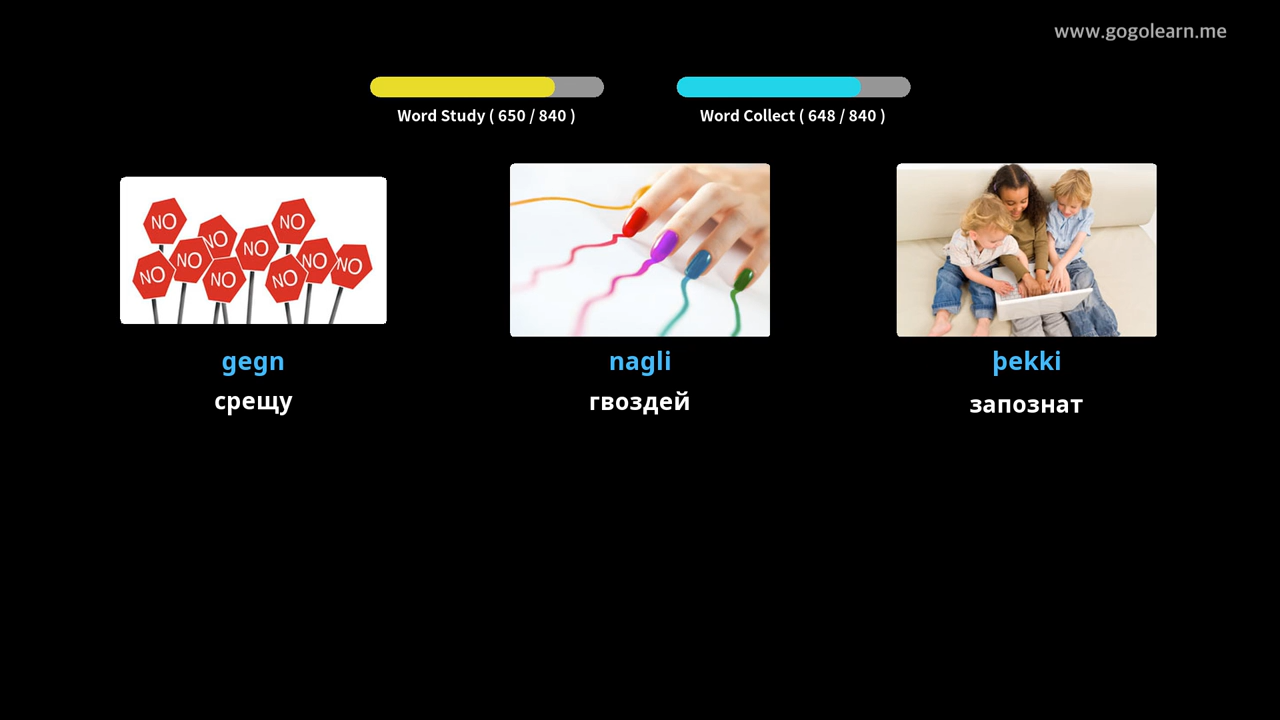 www.gogolearn.me
Word Study ( 650 / 840 )
Word Collect ( 648 / 840 )
NO NO NO NO NO NO NO NO NO NO
gegn
срещу
nagli
гвоздей
þekki
запознат